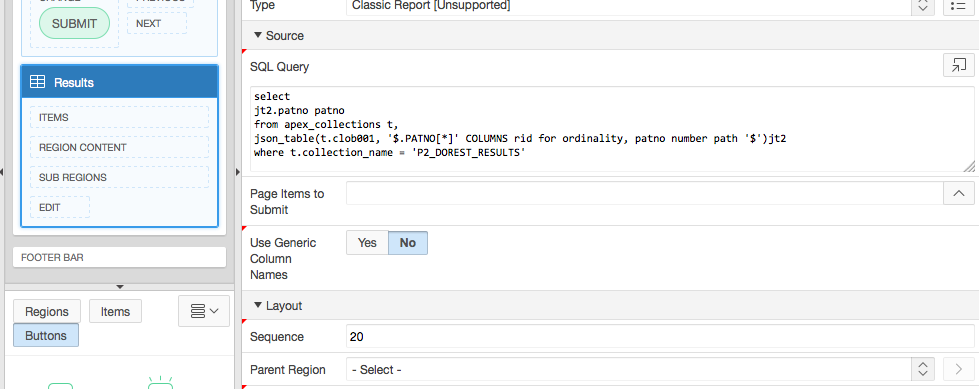 PREVIOUS
SUBMIT
NEXT
Results
ITEMS
REGION CONTENT
SUB REGIONS
EDIT
FOOTER BAR
Regions
Items
Buttons
Type
Classic Report [Unsupported]
Source
SQL Query
select
jt2.patno patno
from apex_collections t,
json_table(t.clob001, '$.PATNO[*]' COLUMNS rid for ordinality, patno number path '$')jt2
where t.collection_name = 'P2_DOREST_RESULTS'
Page Items to
Submit
Use Generic
Column
Names
Yes
No
Layout
Sequence
20
Parent Region
- Select -